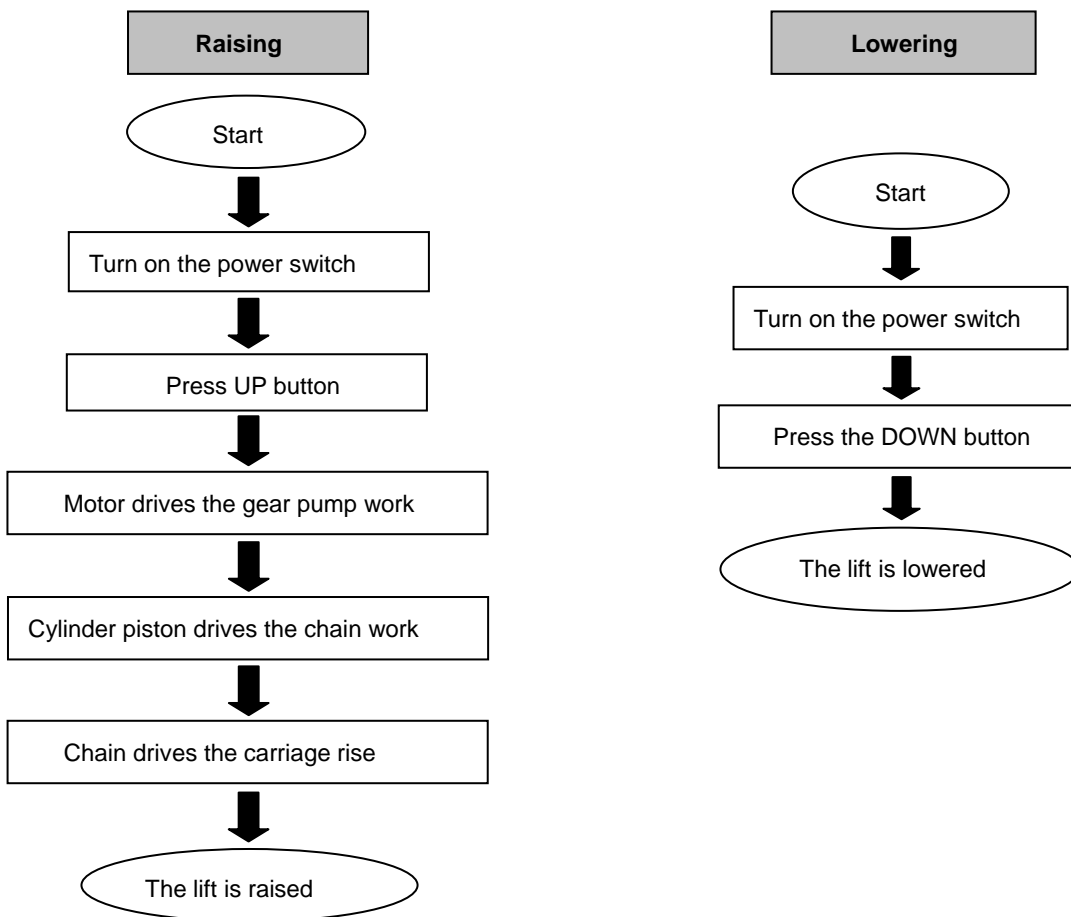 Raising
Start
Turn on the power switch
Press UP button
Motor drives the gear pump work
Cylinder piston drives the chain work
Chain drives the carriage rise
The lift is raised
Lowering
Start
Turn on the power switch
Press the DOWN button
The lift is lowered